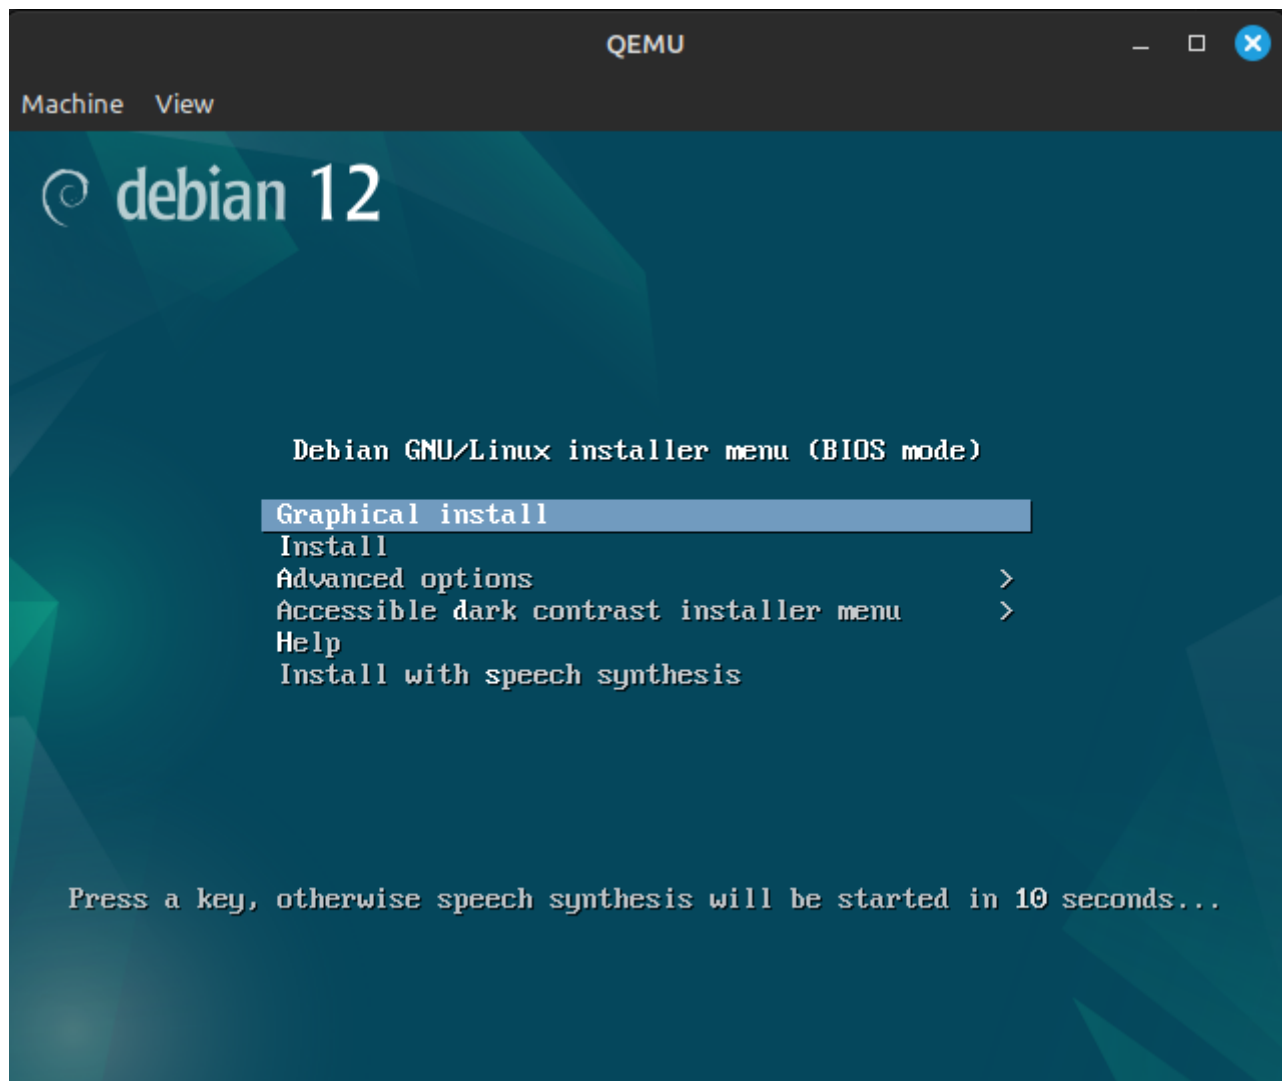 QEMU
Machine View
debian 12
Debian GNU/Linux installer menu (BIOS mode)
Graphical install
Install
Advanced options >
Accessible dark contrast installer menu >
Help
Install with speech synthesis
Press a key, otherwise speech synthesis will be started in 10 seconds...